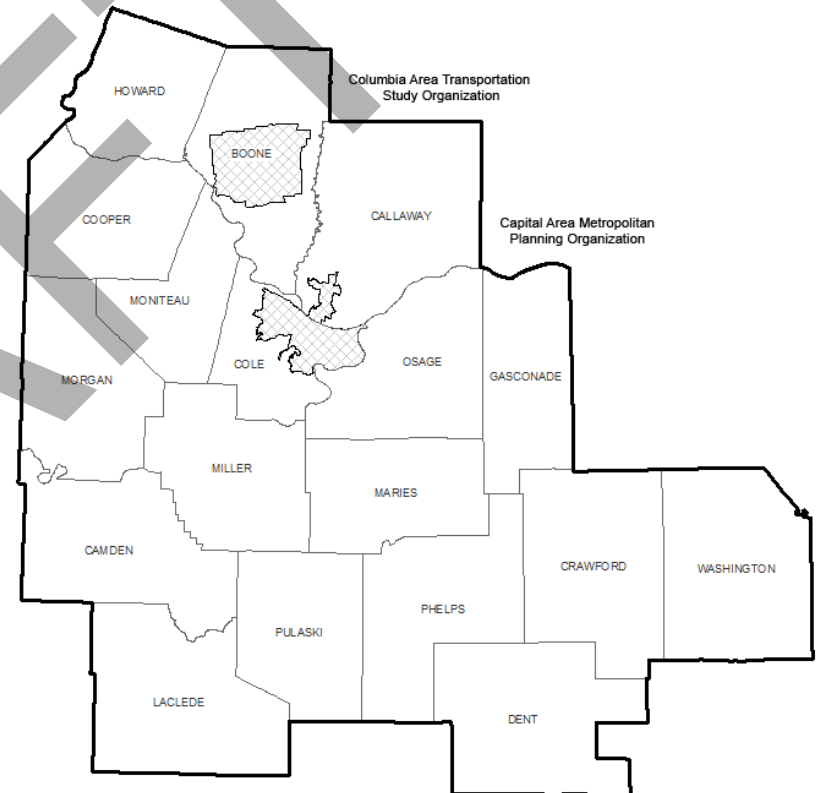 HOWARD
Columbia Area Transportation
Study Organization
BOONE
COOPER
CALLAWAY
Capital Area Metropolitan
Planning Organization
MONITEAU
COLE
OSAGE
MORGAN
GASCONADE
MILLER
MARIES
CAMDEN
CRAWFORD
WASHINGTON
PHELPS
PULASKI
LACLEDE
DENT